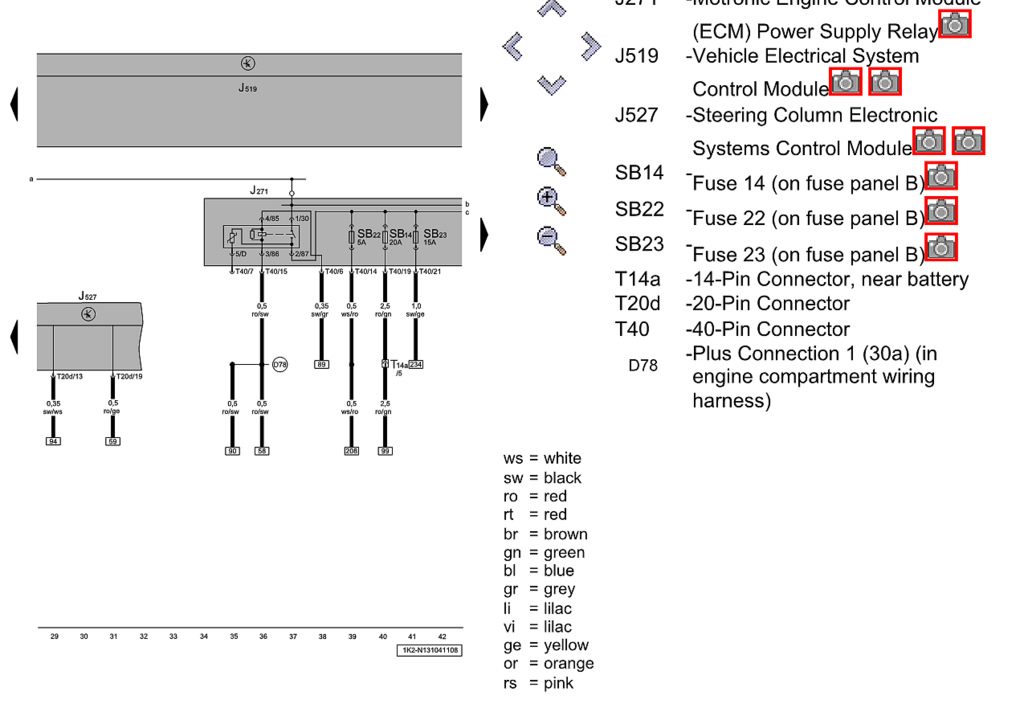 J271 -Motronic Engine Control Module
(ECM) Power Supply Relay
J519 -Vehicle Electrical System
Control Module
J527 -Steering Column Electronic
Systems Control Module
SB14 -Fuse 14 (on fuse panel B)
SB22 -Fuse 22 (on fuse panel B)
SB23 -Fuse 23 (on fuse panel B)
T14a -14-Pin Connector, near battery
T20d -20-Pin Connector
T40 -40-Pin Connector
D78 -Plus Connection 1 (30a) (in
engine compartment wiring
harness)
ws = white
sw = black
ro = red
rt = red
br = brown
gn = green
bl = blue
gr = grey
li = lilac
vi = lilac
ge = yellow
or = orange
rs = pink
J519
a
J271
b
c
4/85 1/30
SB22 SB14 SB23
5A 20A 15A
5/D 3/86 2/87
T40/7 T40/15 T40/6 T40/14 T40/19 T40/21
J527
0,5 0,35 0,5 2,5 1,0
ro/sw sw/gr ws/ro ro/gn sw/ge
D78 89 T14a 234
/5
T20d/13 T20d/19
0,35 0,5 0,5 0,5 0,5 2,5
sw/ws ro/ge ro/sw ro/sw ws/ro ro/gn
94 59 90 58 208 99
29 30 31 32 33 34 35 36 37 38 39 40 41 42
1K2-N131041108